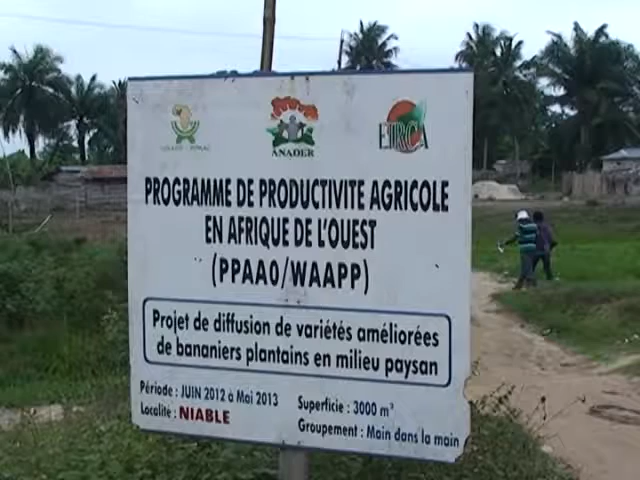 ANADER
FIRCA
PROGRAMME DE PRODUCTIVITE AGRICOLE
EN AFRIQUE DE L'OUEST
(PPAAO/WAAPP)
Projet de diffusion de variétés améliorées
de bananiers plantains en milieu paysan
Période : JUIN 2012 à Mai 2013
Localité : NIABLE
Superficie : 3000 m²
Groupement : Main dans la main